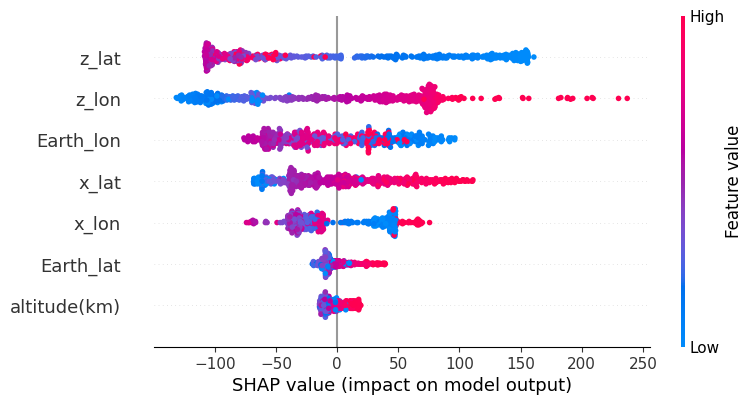 High
z_lat
z_lon
Earth_lon
x_lat
x_lon
Earth_lat
altitude(km)
Feature value
Low
−100 −50 0 50 100 150 200 250
SHAP value (impact on model output)